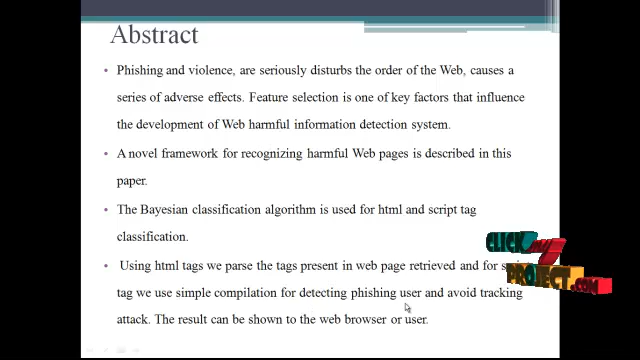 Abstract
• Phishing and violence, are seriously disturbs the order of the Web, causes a
series of adverse effects. Feature selection is one of key factors that influence
the development of Web harmful information detection system.
• A novel framework for recognizing harmful Web pages is described in this
paper.
• The Bayesian classification algorithm is used for html and script tag
classification.
• Using html tags we parse the tags present in web page retrieved and for
tag we use simple compilation for detecting phishing user and avoid tracking
attack. The result can be shown to the web browser or user.
CLICK my
PROJECT.COM